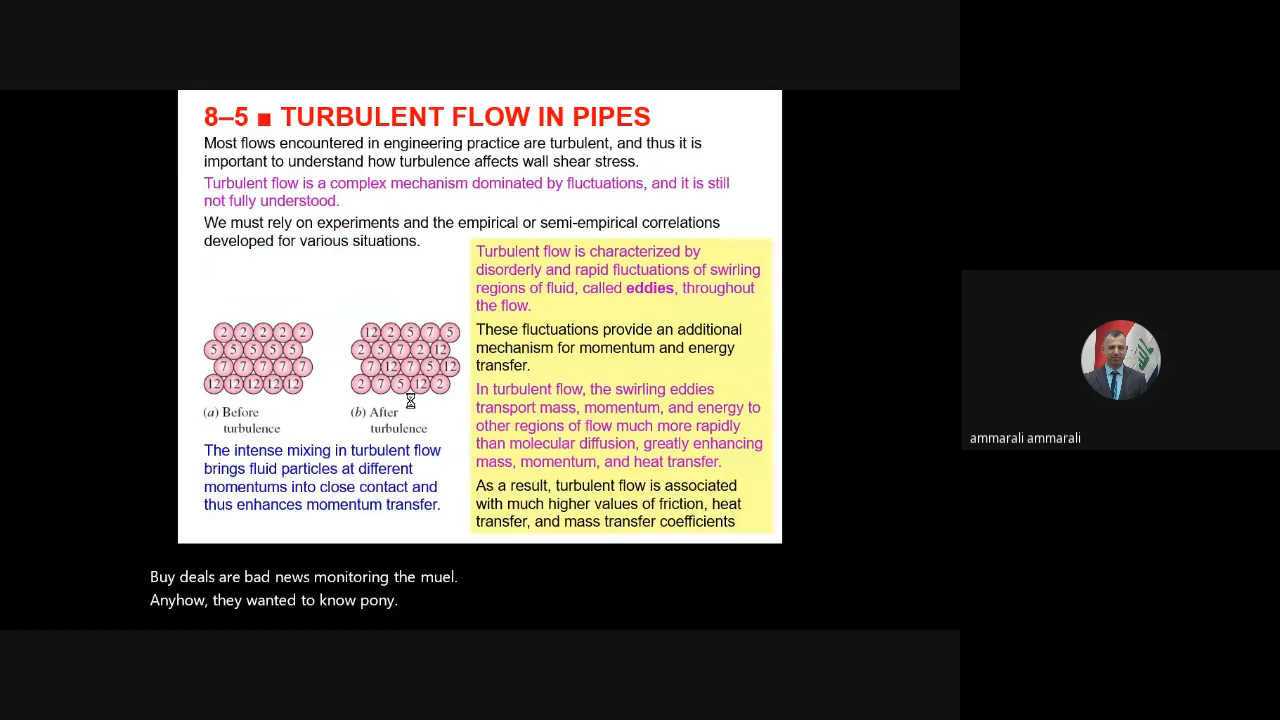 8–5 ■ TURBULENT FLOW IN PIPES
Most flows encountered in engineering practice are turbulent, and thus it is
important to understand how turbulence affects wall shear stress.
Turbulent flow is a complex mechanism dominated by fluctuations, and it is still
not fully understood.
We must rely on experiments and the empirical or semi-empirical correlations
developed for various situations.
2 2 2 2 2
5 5 5 5 5
7 7 7 7 7
12 12 12 12 12
(a) Before
turbulence
12 2 5 7 5
2 5 7 2 12
7 12 7 5 12
2 7 5 12 2
(b) After
turbulence
The intense mixing in turbulent flow
brings fluid particles at different
momentums into close contact and
thus enhances momentum transfer.
Turbulent flow is characterized by
disorderly and rapid fluctuations of swirling
regions of fluid, called eddies, throughout
the flow.
These fluctuations provide an additional
mechanism for momentum and energy
transfer.
In turbulent flow, the swirling eddies
transport mass, momentum, and energy to
other regions of flow much more rapidly
than molecular diffusion, greatly enhancing
mass, momentum, and heat transfer.
As a result, turbulent flow is associated
with much higher values of friction, heat
transfer, and mass transfer coefficients
ammarali ammarali
Buy deals are bad news monitoring the muel.
Anyhow, they wanted to know pony.